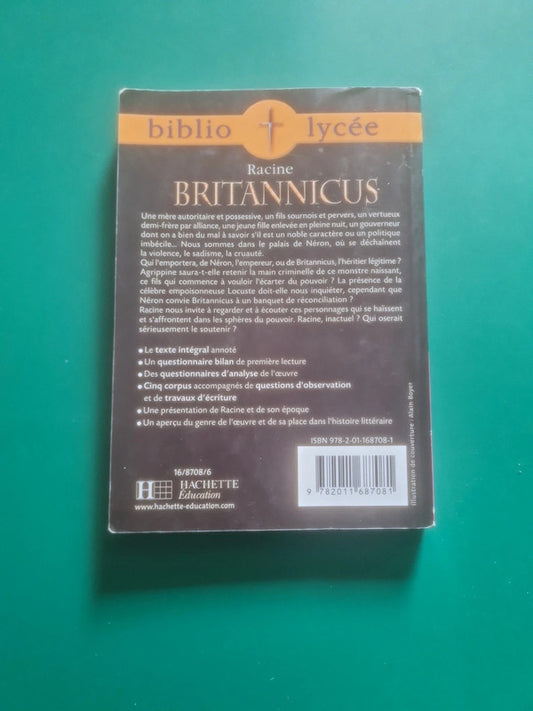 biblio lycée
Racine
BRITANNICUS
Une mère autoritaire et possessive, un fils sournois et pervers, un vertueux
demi-frère par alliance, une jeune fille enlevée en pleine nuit, un gouverneur
dont on a bien du mal à savoir s'il est un noble caractère ou un politique
imbécile... Nous sommes dans le palais de Néron, où se déchaînent
la violence, le sadisme, la cruauté.
Qui l'emportera, de Néron, l'empereur, ou de Britannicus, l'héritier légitime ?
Agrippine saura-t-elle retenir la main criminelle de ce monstre naissant,
ce fils qui commence à vouloir l'écarter du pouvoir ? La présence de la
célèbre empoisonneuse Locuste doit-elle nous inquiéter, cependant que
Néron convie Britannicus à un banquet de réconciliation ?
Racine nous invite à regarder et à écouter ces personnages qui se haïssent
et s'affrontent dans les sphères du pouvoir. Racine, inactuel ? Qui oserait
sérieusement le soutenir ?
• Le texte intégral annoté
• Un questionnaire bilan de première lecture
• Des questionnaires d'analyse de l'œuvre
• Cinq corpus accompagnés de questions d'observation
et de travaux d'écriture
• Une présentation de Racine et de son époque
• Un aperçu du genre de l'œuvre et de sa place dans l'histoire littéraire
ISBN 978-2-01-168708-1
16/8708/6
H HACHETTE
Éducation
www.hachette-education.com
9 782011 687081
Illustration de couverture : Alain Boyer